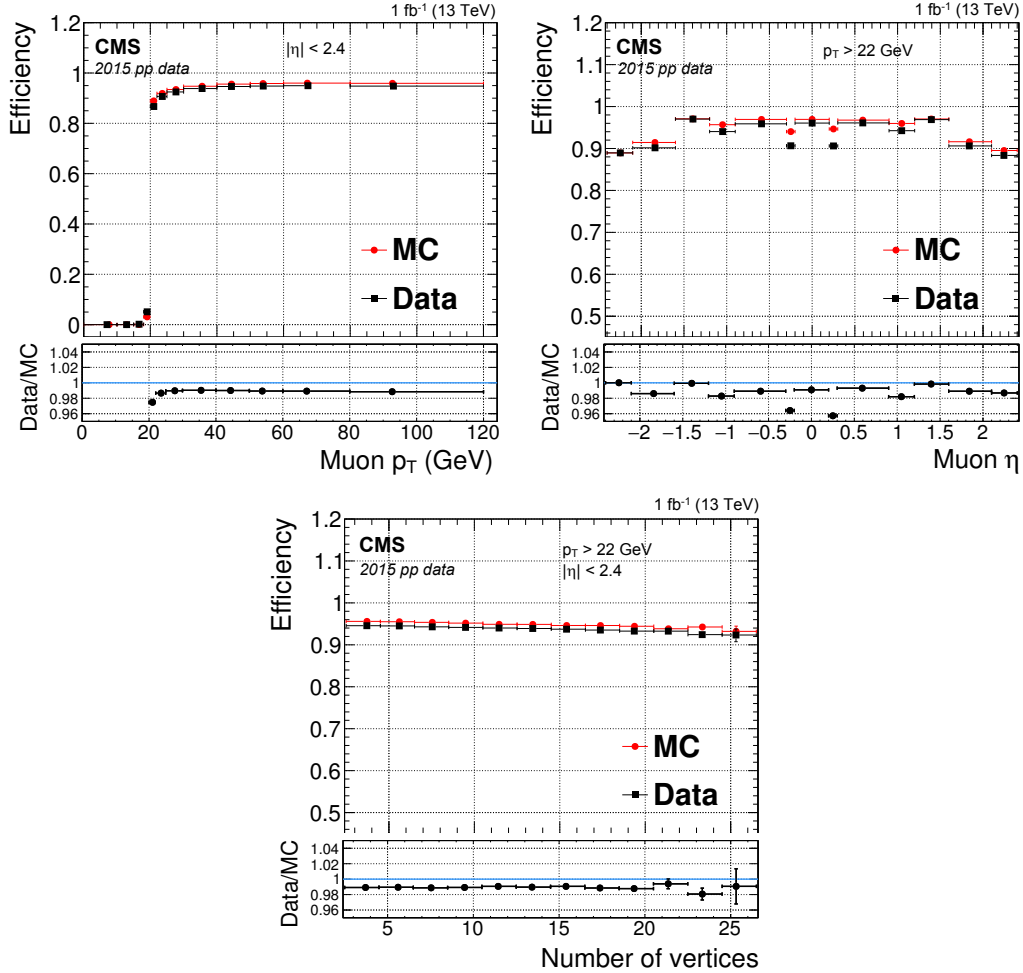 1 fb⁻¹ (13 TeV)
Efficiency
1.2
1
0.8
0.6
0.4
0.2
0
CMS
2015 pp data
|η| < 2.4
MC
Data
Data/MC
1.04
1.02
1
0.98
0.96
0 20 40 60 80 100 120
Muon p_T (GeV)
1 fb⁻¹ (13 TeV)
Efficiency
1.2
1.1
1
0.9
0.8
0.7
0.6
0.5
CMS
2015 pp data
p_T > 22 GeV
MC
Data
Data/MC
1.04
1.02
1
0.98
0.96
−2 −1.5 −1 −0.5 0 0.5 1 1.5 2
Muon η
1 fb⁻¹ (13 TeV)
Efficiency
1.2
1.1
1
0.9
0.8
0.7
0.6
0.5
CMS
2015 pp data
p_T > 22 GeV
|η| < 2.4
MC
Data
Data/MC
1.04
1.02
1
0.98
0.96
5 10 15 20 25
Number of vertices